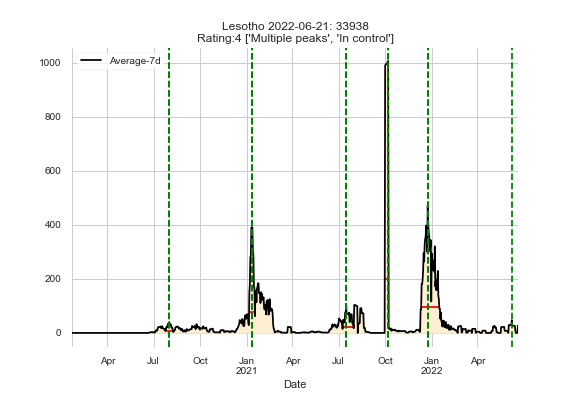 Lesotho 2022-06-21: 33938
Rating:4 ['Multiple peaks', 'In control']
Average-7d
1000
800
600
400
200
0
Apr Jul Oct Jan Apr Jul Oct Jan Apr
2021 2022
Date